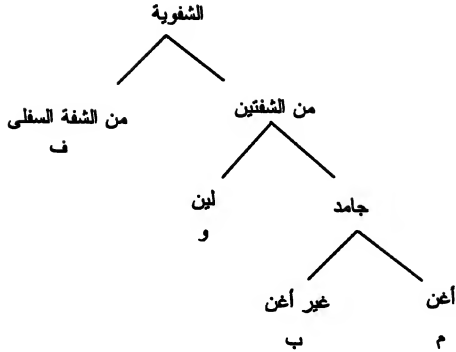 الشفوية
من الشفتين
من الشفة السفلى
ف
جامد
لين
و
أغن
غير أغن
م
ب